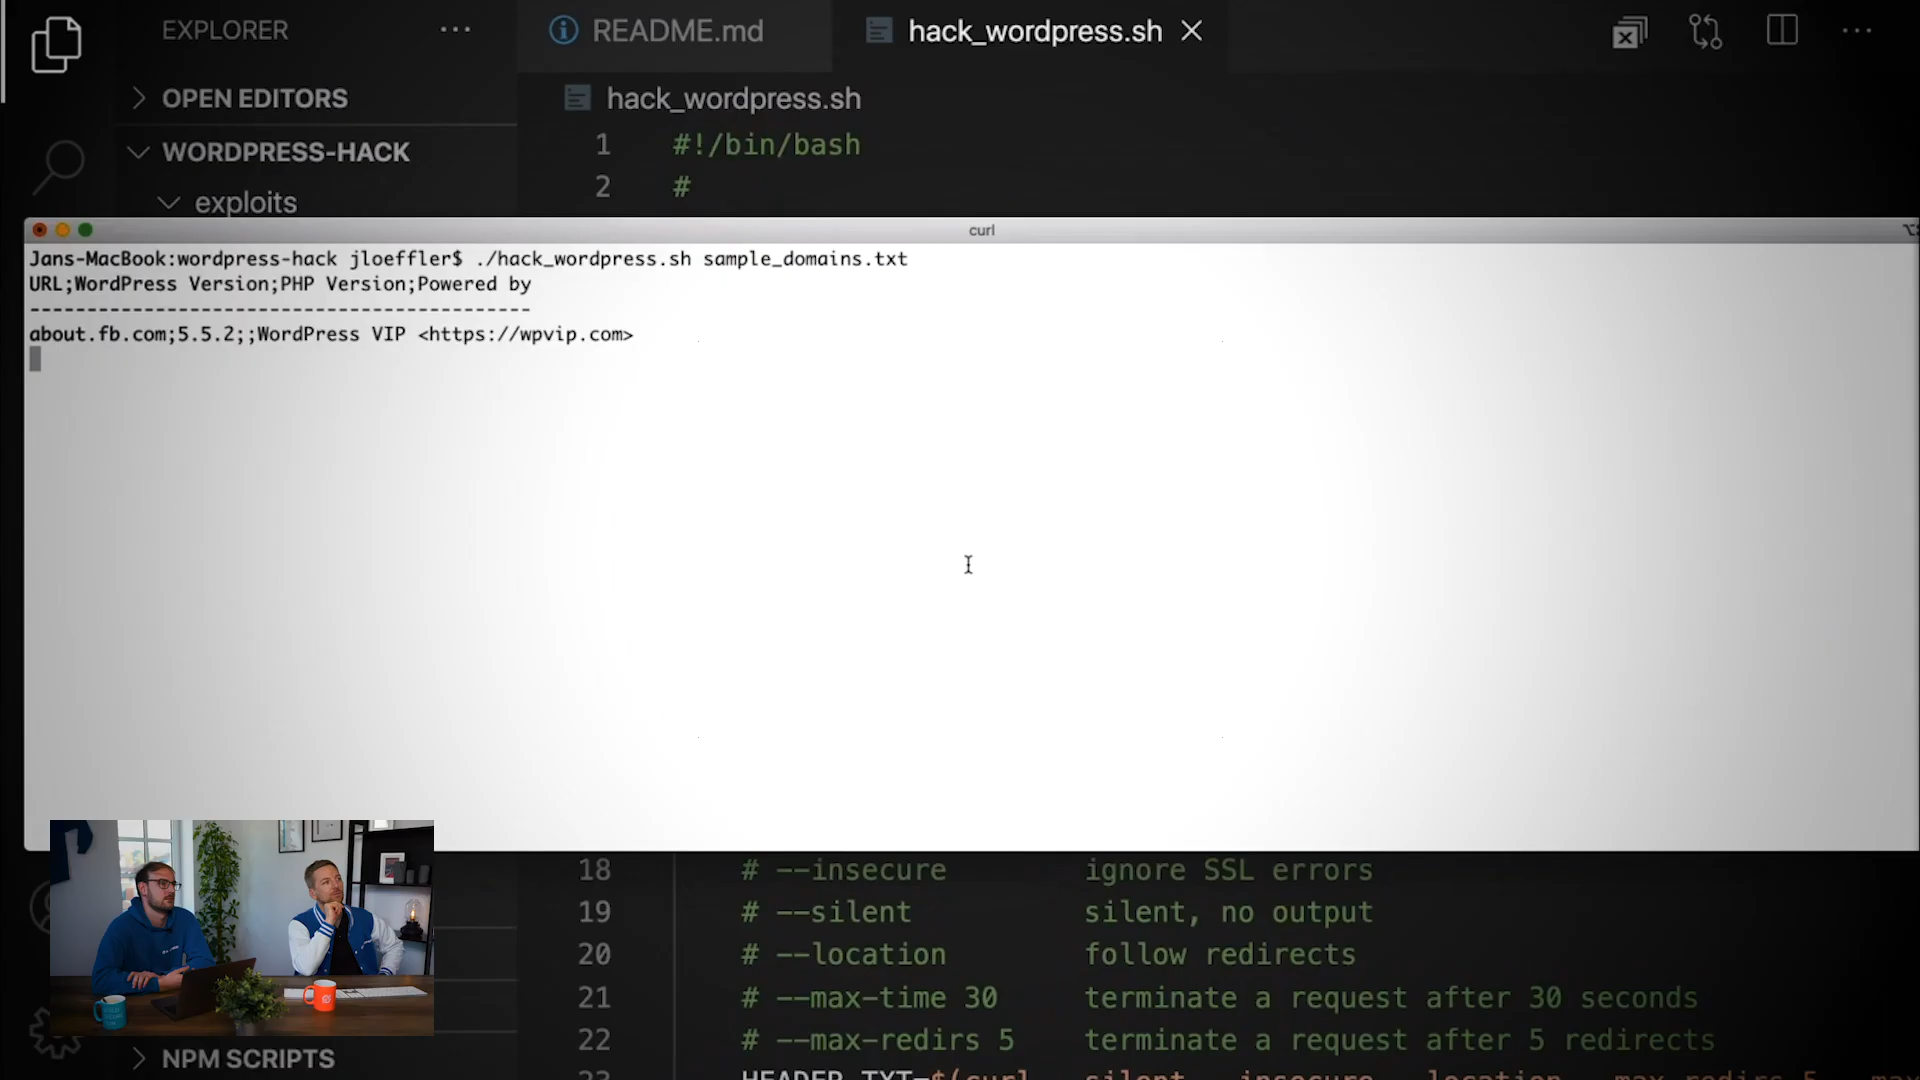 EXPLORER
README.md
hack_wordpress.sh
OPEN EDITORS
hack_wordpress.sh
WORDPRESS-HACK
1 #!/bin/bash
2 #
exploits
curl
Jans-MacBook:wordpress-hack jloeffler$ ./hack_wordpress.sh sample_domains.txt
URL;WordPress Version;PHP Version;Powered by
-------------------------------------------
about.fb.com;5.5.2;;WordPress VIP <https://wpvip.com>
18 # --insecure ignore SSL errors
19 # --silent silent, no output
20 # --location follow redirects
21 # --max-time 30 terminate a request after 30 seconds
22 # --max-redirs 5 terminate a request after 5 redirects
NPM SCRIPTS